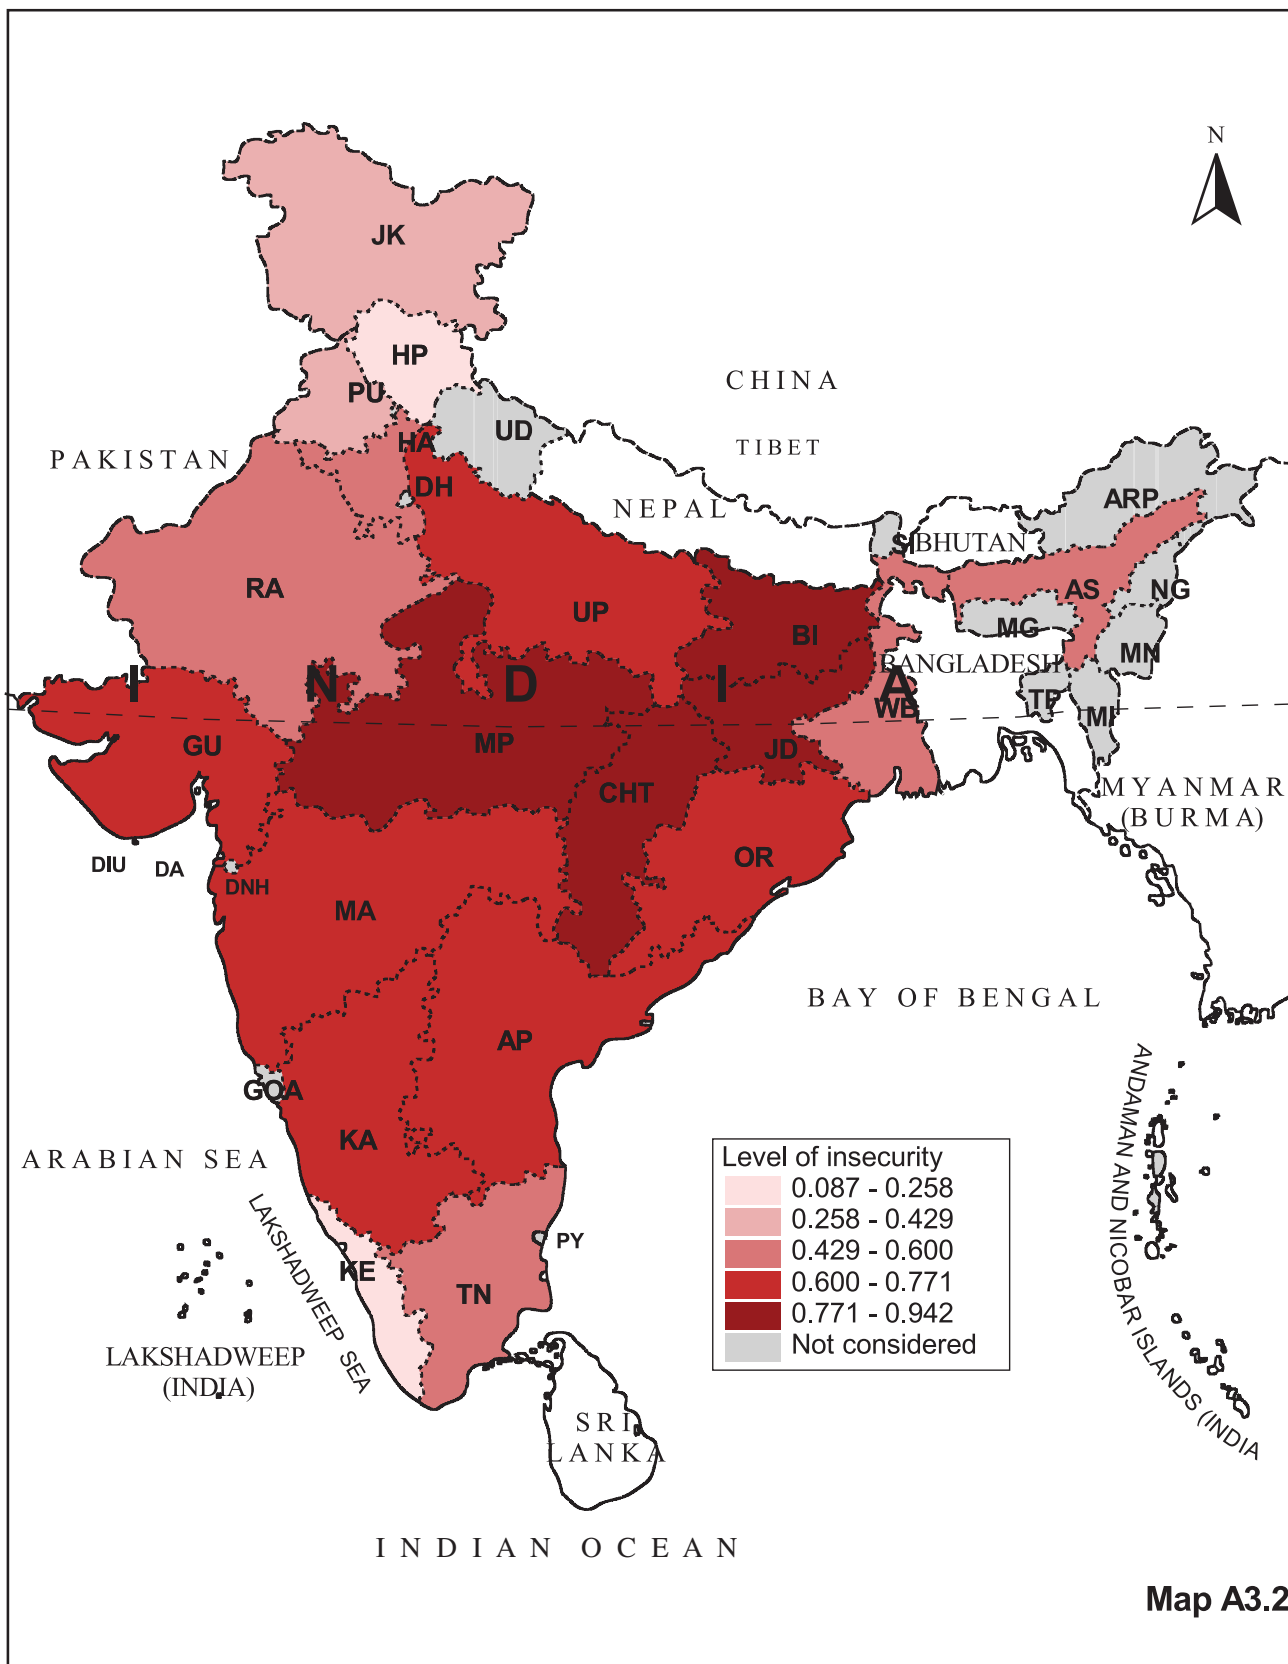 N
JK
HP
CHINA
PU
UD
TIBET
HA
PAKISTAN
DH
NEPAL
ARP
SI
BHUTAN
RA
AS
NG
UP
MG
BI
MN
BANGLADESH
I N D I A
TP
WB
MI
GU
MP
JD
CHT
MYANMAR
(BURMA)
OR
DIU
DA
DNH
MA
BAY OF BENGAL
AP
GOA
ANDAMAN AND NICOBAR ISLANDS (INDIA
KA
ARABIAN SEA
Level of insecurity
0.087 - 0.258
0.258 - 0.429
0.429 - 0.600
0.600 - 0.771
0.771 - 0.942
Not considered
LAKSHADWEEP SEA
PY
KE
TN
LAKSHADWEEP
(INDIA)
SRI
LANKA
INDIAN OCEAN
Map A3.2